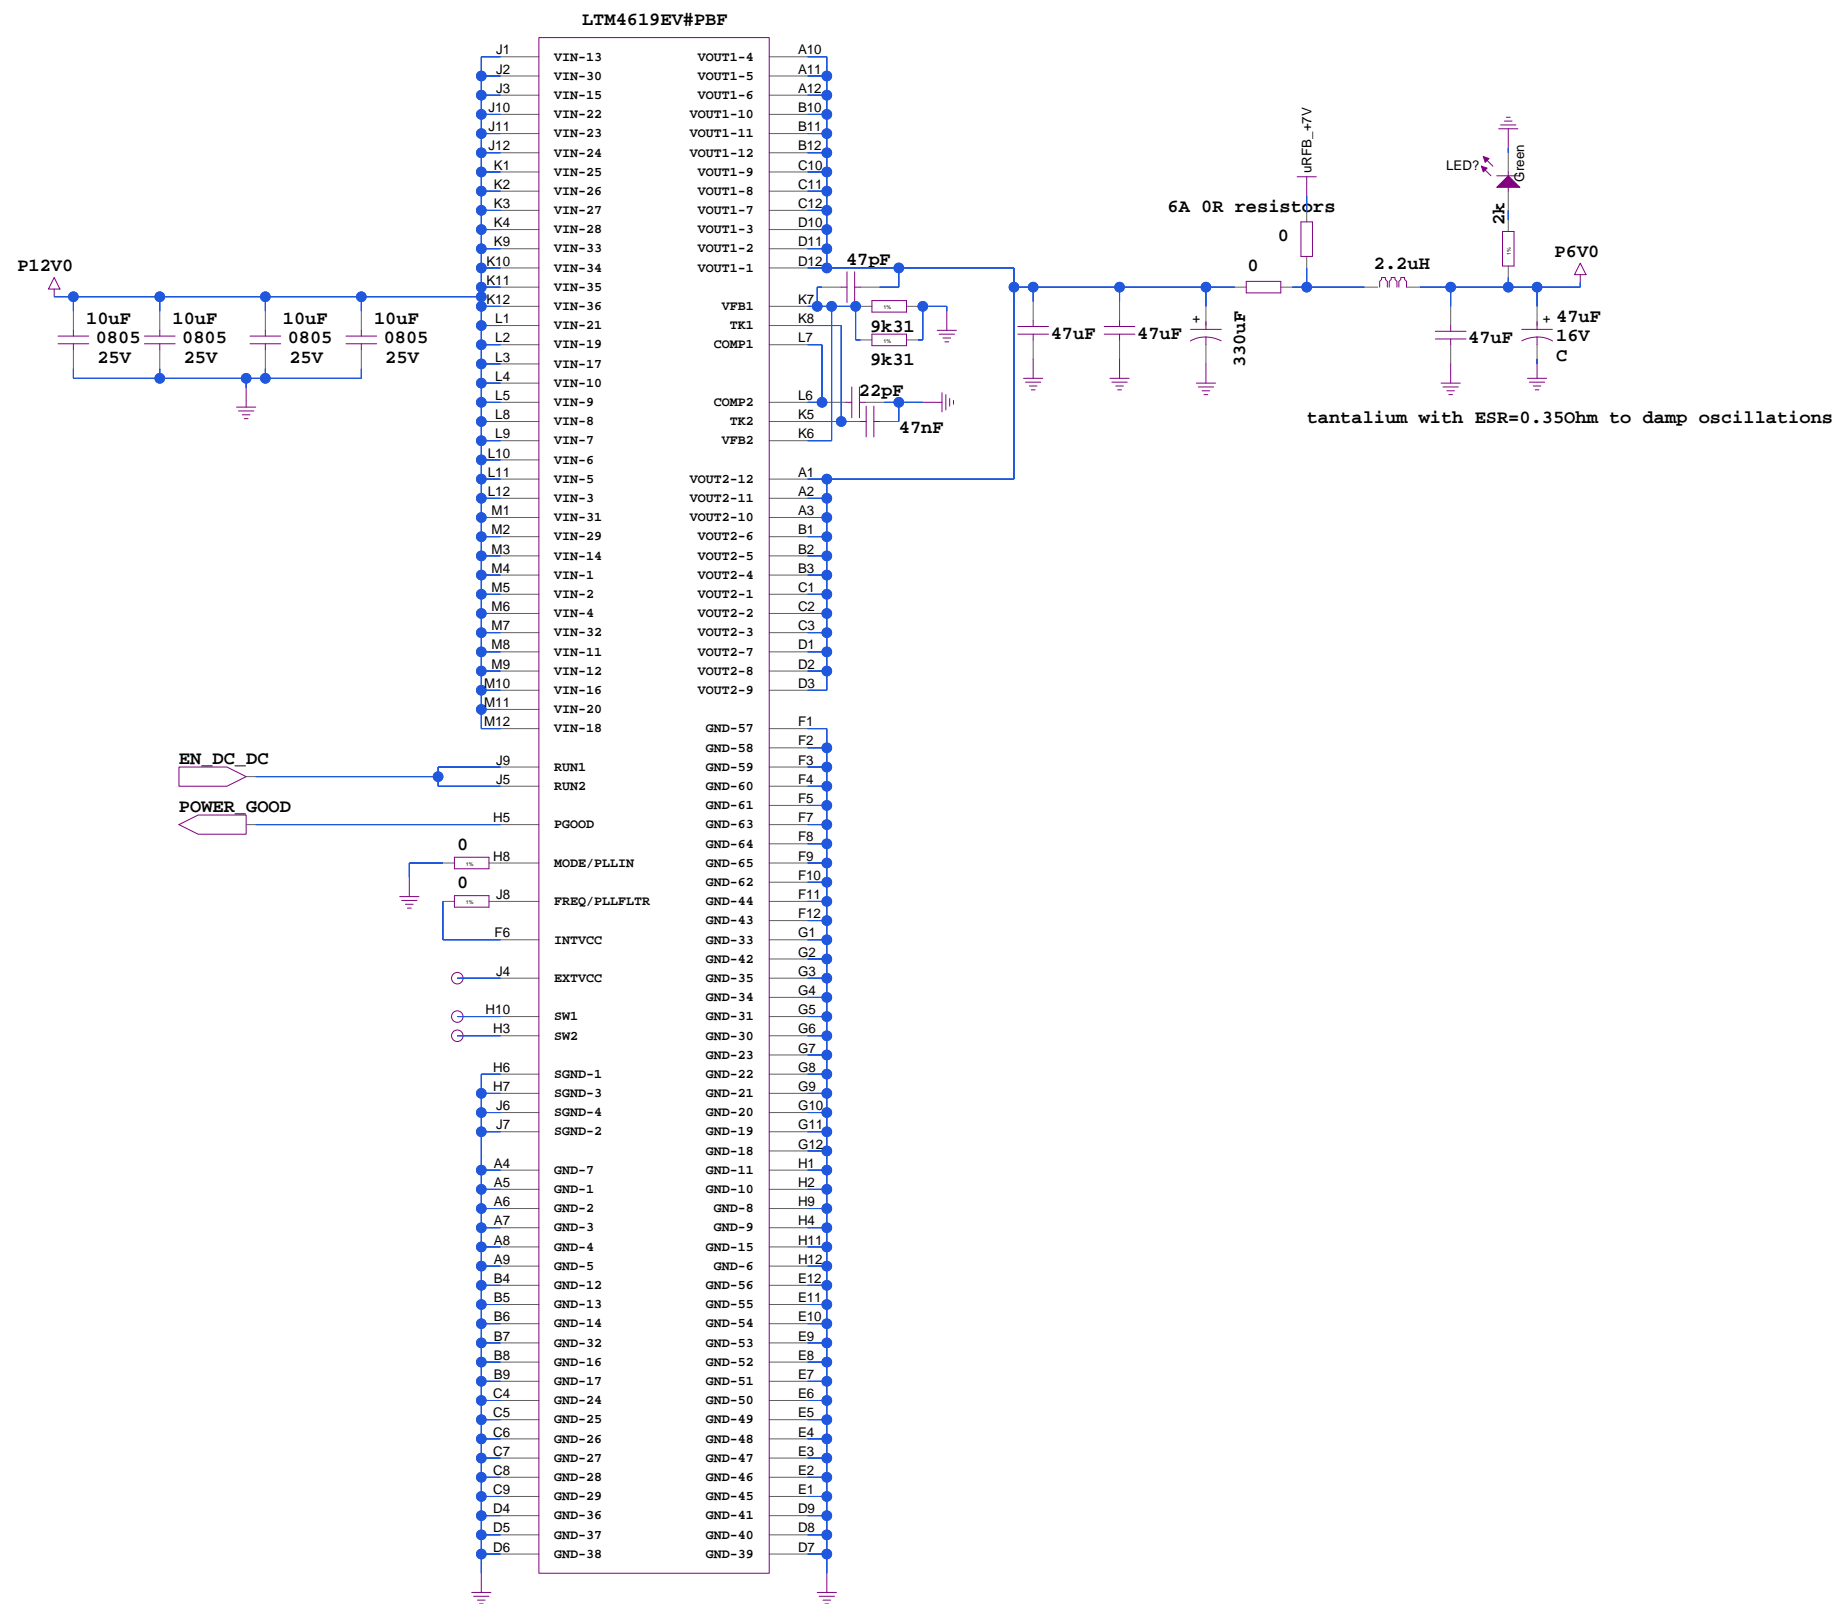 LTM4619EV#PBF
J1 VIN-13 VOUT1-4 A10
J2 VIN-30 VOUT1-5 A11
J3 VIN-15 VOUT1-6 A12
J10 VIN-22 VOUT1-10 B10
J11 VIN-23 VOUT1-11 B11
J12 VIN-24 VOUT1-12 B12
K1 VIN-25 VOUT1-9 C10
K2 VIN-26 VOUT1-8 C11
K3 VIN-27 VOUT1-7 C12
K4 VIN-28 VOUT1-3 D10
K9 VIN-33 VOUT1-2 D11
K10 VIN-34 VOUT1-1 D12
K11 VIN-35
K12 VIN-36 VFB1 K7
L1 VIN-21 TK1 K8
L2 VIN-19 COMP1 L7
L3 VIN-17
L4 VIN-10
L5 VIN-9 COMP2 L6
L8 VIN-8 TK2 K5
L9 VIN-7 VFB2 K6
L10 VIN-6
L11 VIN-5 VOUT2-12 A1
L12 VIN-3 VOUT2-11 A2
M1 VIN-31 VOUT2-10 A3
M2 VIN-29 VOUT2-6 B1
M3 VIN-14 VOUT2-5 B2
M4 VIN-1 VOUT2-4 B3
M5 VIN-2 VOUT2-1 C1
M6 VIN-4 VOUT2-2 C2
M7 VIN-32 VOUT2-3 C3
M8 VIN-11 VOUT2-7 D1
M9 VIN-12 VOUT2-8 D2
M10 VIN-16 VOUT2-9 D3
M11 VIN-20
M12 VIN-18 GND-57 F1
GND-58 F2
J9 RUN1 GND-59 F3
J5 RUN2 GND-60 F4
GND-61 F5
H5 PGOOD GND-63 F7
GND-64 F8
H8 MODE/PLLIN GND-65 F9
GND-62 F10
J8 FREQ/PLLFLTR GND-44 F11
GND-43 F12
F6 INTVCC GND-33 G1
GND-42 G2
J4 EXTVCC GND-35 G3
GND-34 G4
H10 SW1 GND-31 G5
H3 SW2 GND-30 G6
GND-23 G7
H6 SGND-1 GND-22 G8
H7 SGND-3 GND-21 G9
J6 SGND-4 GND-20 G10
J7 SGND-2 GND-19 G11
GND-18 G12
A4 GND-7 GND-11 H1
A5 GND-1 GND-10 H2
A6 GND-2 GND-8 H9
A7 GND-3 GND-9 H4
A8 GND-4 GND-15 H11
A9 GND-5 GND-6 H12
B4 GND-12 GND-56 E12
B5 GND-13 GND-55 E11
B6 GND-14 GND-54 E10
B7 GND-32 GND-53 E9
B8 GND-16 GND-52 E8
B9 GND-17 GND-51 E7
C4 GND-24 GND-50 E6
C5 GND-25 GND-49 E5
C6 GND-26 GND-48 E4
C7 GND-27 GND-47 E3
C8 GND-28 GND-46 E2
C9 GND-29 GND-45 E1
D4 GND-36 GND-41 D9
D5 GND-37 GND-40 D8
D6 GND-38 GND-39 D7
P12V0
10uF 10uF 10uF 10uF
0805 0805 0805 0805
25V 25V 25V 25V
EN_DC_DC
POWER_GOOD
0
1%
0
1%
47pF
1%
9k31
1%
9k31
22pF
47nF
47uF
47uF
+
330uF
6A 0R resistors
0
0
uRFB_+7V
2.2uH
LED?
Green
2k
1%
P6V0
47uF
+ 47uF
16V
C
tantalium with ESR=0.35Ohm to damp oscillations